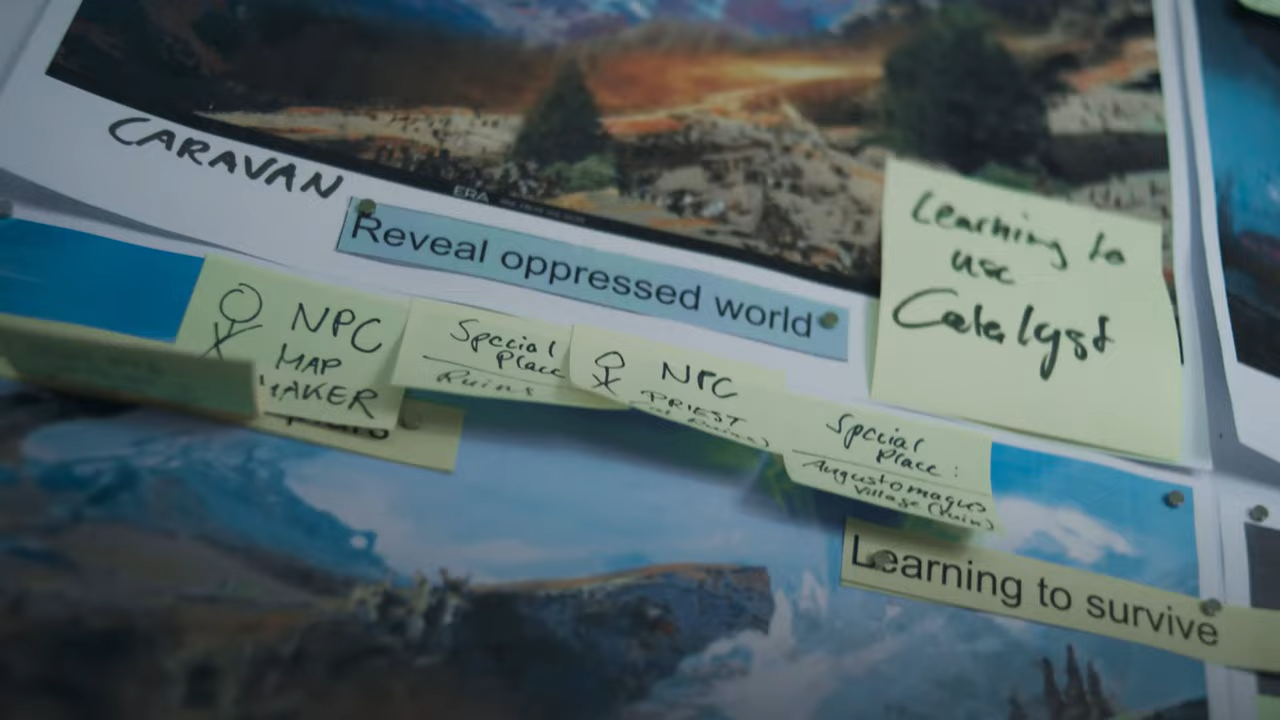 CARAVAN
ERA
Reveal oppressed world
Learning to
use
Catalyst
NPC
MAP
MAKER
Special
Place
Ruins
NPC
PRIEST
Special
Place:
Augustomagus
Village (Ruin)
Learning to survive